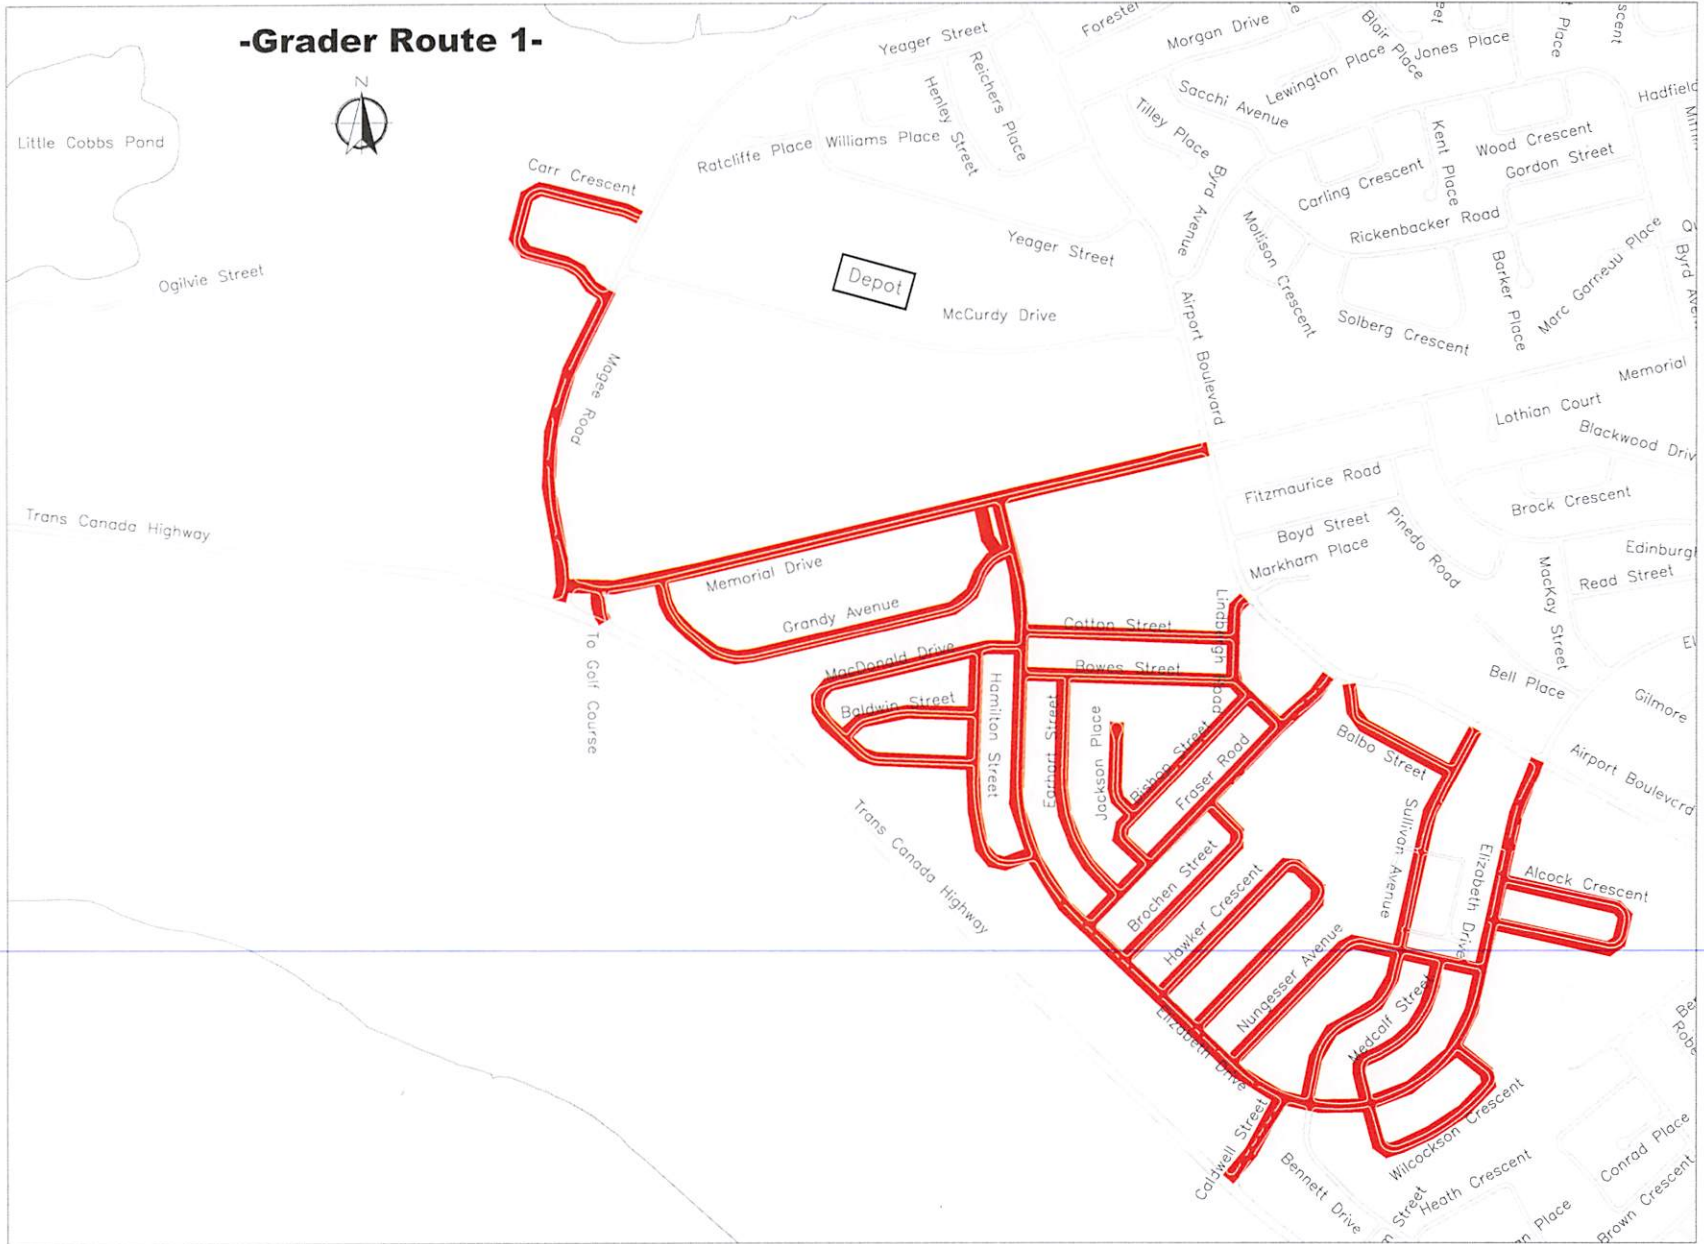 -Grader Route 1-
N
Little Cobbs Pond
Carr Crescent
Ogilvie Street
Yeager Street
Forester
Morgan Drive
Blair Place
Jones Place
Place
scent
Reichers Place
Henley Street
Ratcliffe Place
Williams Place
Lewington Place
Sacchi Avenue
Tilley Place
Byrd Avenue
Hadfield
Kent Place
Wood Crescent
Gordon Street
Carling Crescent
Rickenbacker Road
Mollison Crescent
Yeager Street
Depot
McCurdy Drive
Barker Place
Marc Garneau Place
Solberg Crescent
Airport Boulevard
Magee Road
Memorial
Lothian Court
Blackwood Driv
Fitzmaurice Road
Brock Crescent
Trans Canada Highway
Boyd Street
Markham Place
Pinedo Road
Edinburgh
Read Street
MacKay Street
Memorial Drive
Grandy Avenue
To Golf Course
Cotton Street
Lindbergh Road
MacDonald Drive
Bowes Street
Bell Place
Gilmore
Baldwin Street
Hamilton Street
Earhart Street
Jackson Place
Bishop Street
Fraser Road
Balbo Street
Airport Boulevard
Trans Canada Highway
Sullivan Avenue
Elizabeth Drive
Alcock Crescent
Brochen Street
Hawker Crescent
Nungesser Avenue
Medcalf Street
Elizabeth Drive
Caldwell Street
Wilcockson Crescent
Bennett Drive
Street
Heath Crescent
Conrad Place
Place
Brown Crescent